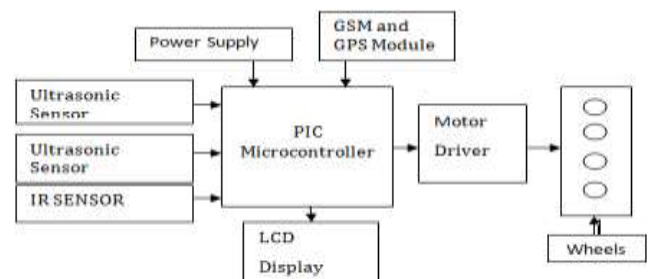 Power Supply
GSM and
GPS Module
Ultrasonic
Sensor
Ultrasonic
Sensor
IR SENSOR
PIC
Microcontroller
Motor
Driver
LCD
Display
Wheels